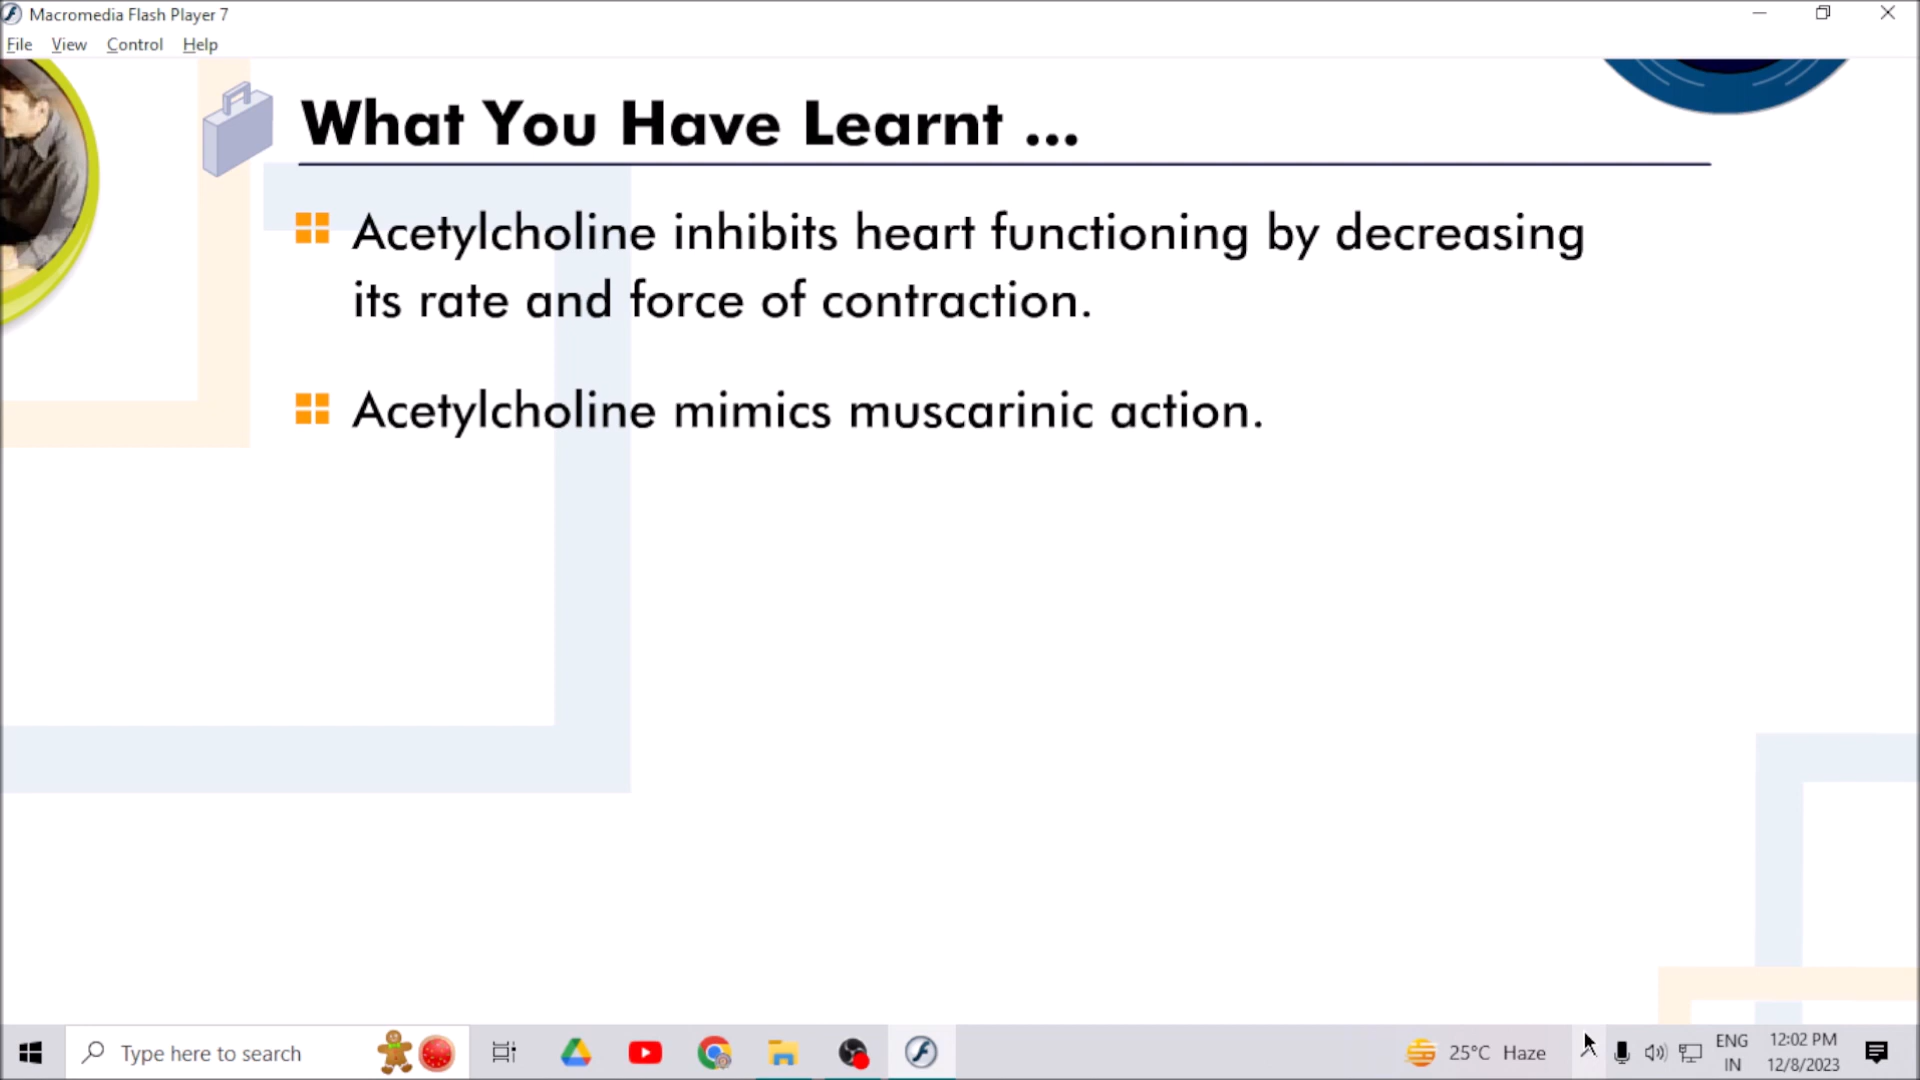 Macromedia Flash Player 7
File View Control Help
What You Have Learnt ...
Acetylcholine inhibits heart functioning by decreasing
its rate and force of contraction.
Acetylcholine mimics muscarinic action.
Type here to search
25°C Haze
ENG
IN
12:02 PM
12/8/2023